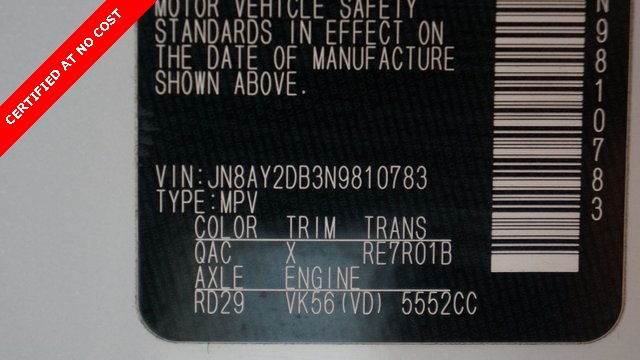 CERTIFIED AT NO COST
MOTOR VEHICLE SAFETY
STANDARDS IN EFFECT ON
THE DATE OF MANUFACTURE
SHOWN ABOVE.
VIN:JN8AY2DB3N9810783
TYPE:MPV
COLOR TRIM TRANS
QAC X RE7R01B
AXLE ENGINE
RD29 VK56(VD) 5552CC
N9810783